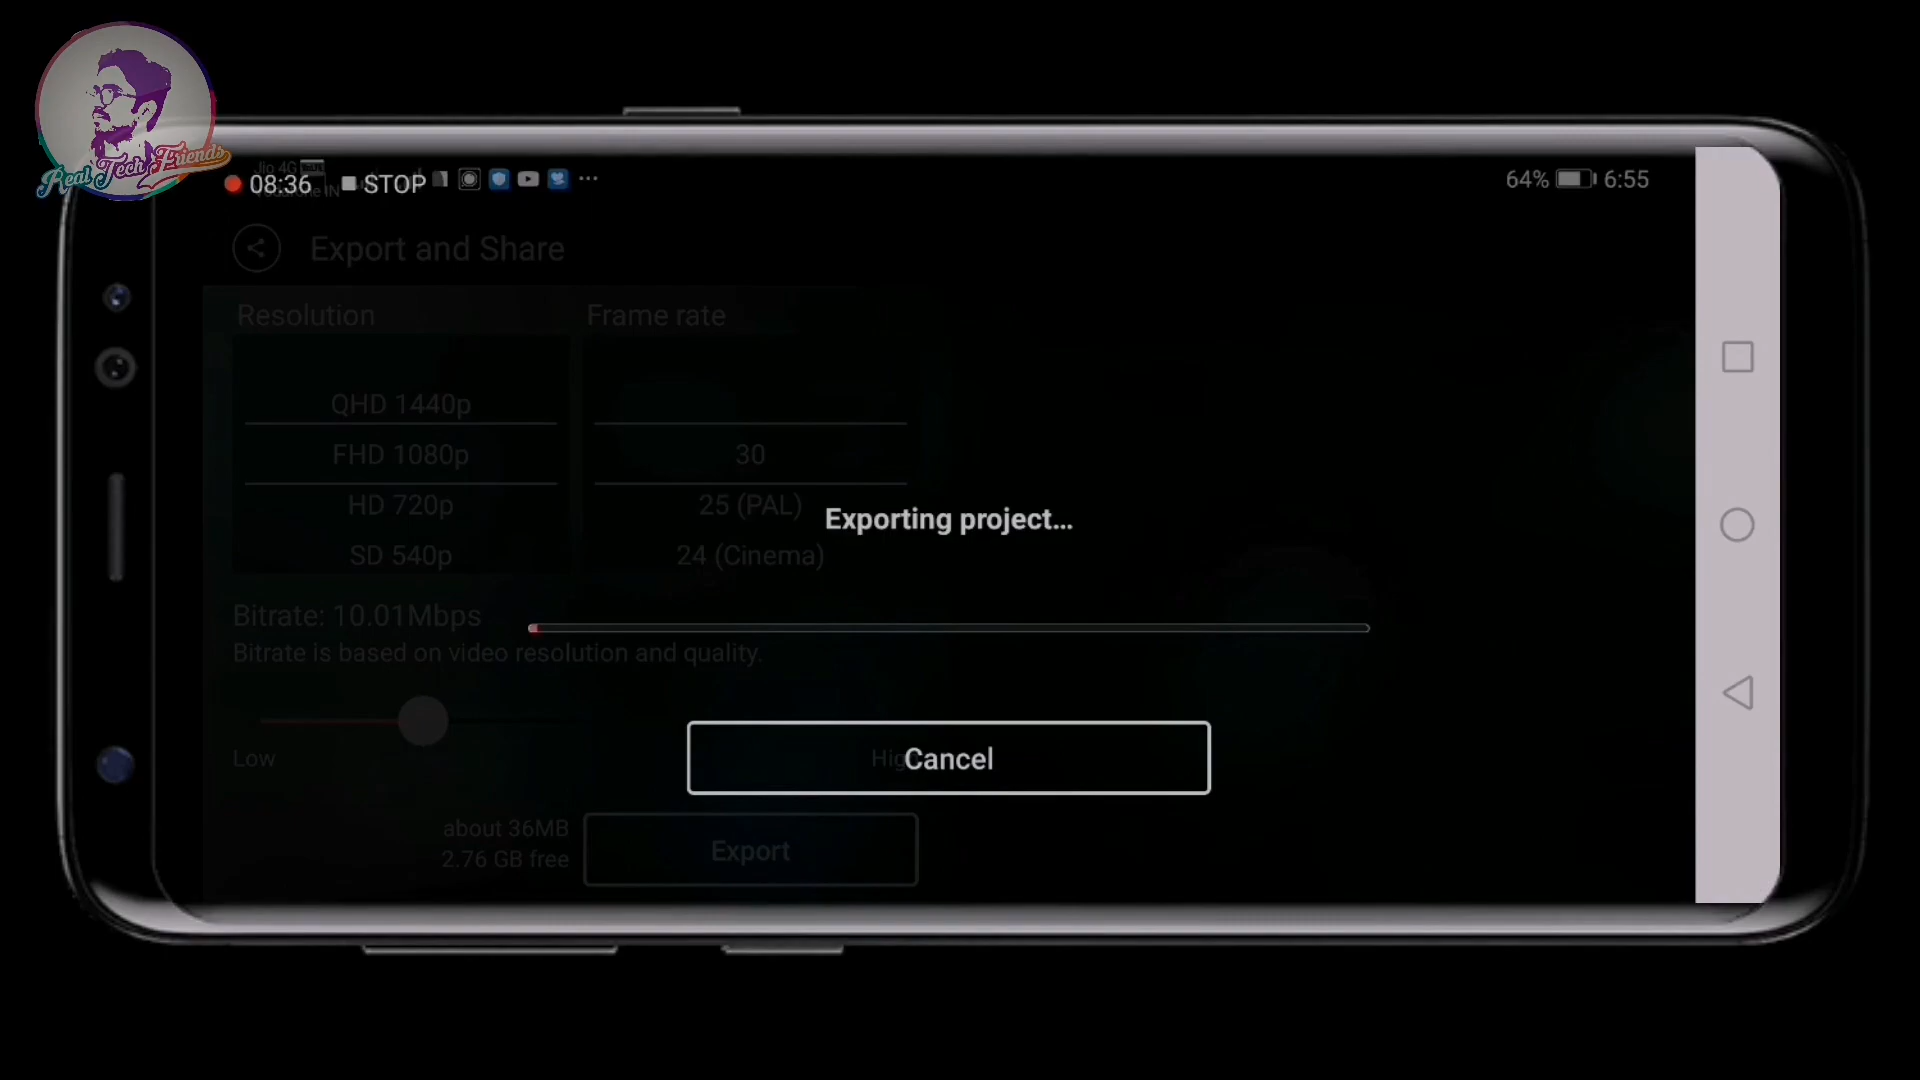 Real Tech Friends
Jio 4G
08:36 STOP
64% 6:55
Export and Share
Resolution
Frame rate
QHD 1440p
FHD 1080p
30
HD 720p
25 (PAL)
SD 540p
24 (Cinema)
Exporting project...
Bitrate: 10.01Mbps
Bitrate is based on video resolution and quality.
Low
Cancel
about 36MB
2.76 GB free
Export